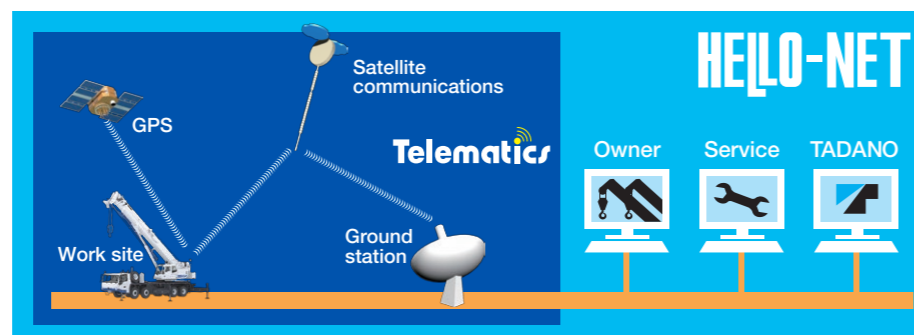 HELLO-NET
Satellite
communications
GPS
Telematics
Owner
Service
TADANO
Work site
Ground
station